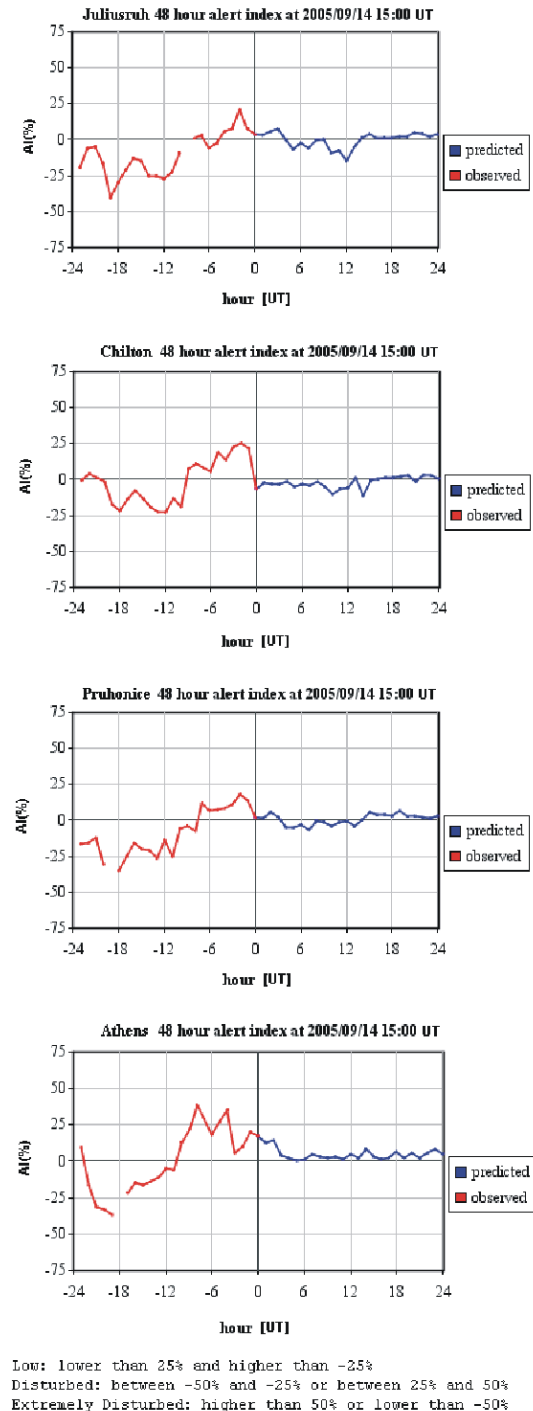 Juliusruh 48 hour alert index at 2005/09/14 15:00 UT
75
50
25
0
-25
-50
-75
AI(%)
-24 -18 -12 -6 0 6 12 18 24
hour [UT]
predicted
observed
Chilton 48 hour alert index at 2005/09/14 15:00 UT
75
50
25
0
-25
-50
-75
AI(%)
-24 -18 -12 -6 0 6 12 18 24
hour [UT]
predicted
observed
Pruhonice 48 hour alert index at 2005/09/14 15:00 UT
75
50
25
0
-25
-50
-75
AI(%)
-24 -18 -12 -6 0 6 12 18 24
hour [UT]
predicted
observed
Athens 48 hour alert index at 2005/09/14 15:00 UT
75
50
25
0
-25
-50
-75
AI(%)
-24 -18 -12 -6 0 6 12 18 24
hour [UT]
predicted
observed
Low: lower than 25% and higher than -25%
Disturbed: between -50% and -25% or between 25% and 50%
Extremely Disturbed: higher than 50% or lower than -50%